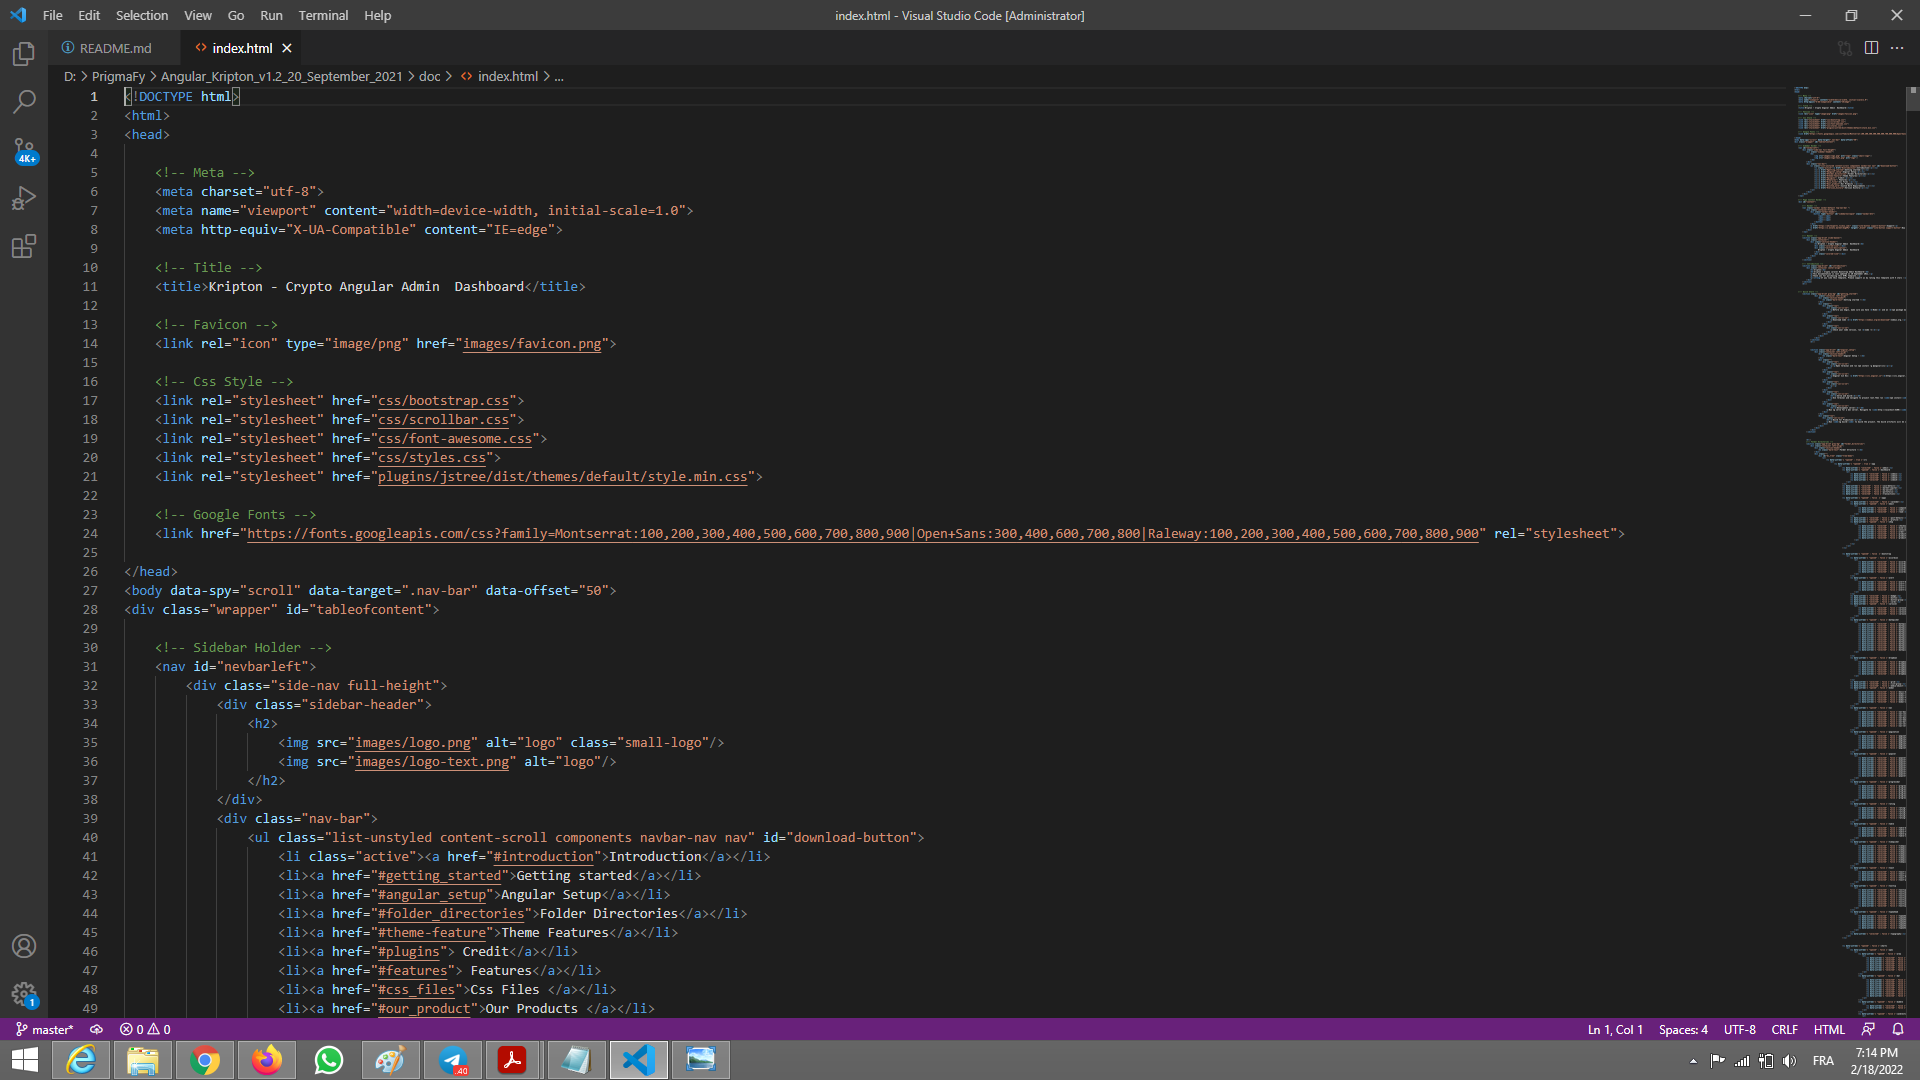 File Edit Selection View Go Run Terminal Help
index.html - Visual Studio Code [Administrator]
README.md
index.html
D: > PrigmaFy > Angular_Kripton_v1.2_20_September_2021 > doc > index.html > ...
1 <!DOCTYPE html>
2 <html>
3 <head>
4
5 <!-- Meta -->
6 <meta charset="utf-8">
7 <meta name="viewport" content="width=device-width, initial-scale=1.0">
8 <meta http-equiv="X-UA-Compatible" content="IE=edge">
9
10 <!-- Title -->
11 <title>Kripton - Crypto Angular Admin  Dashboard</title>
12
13 <!-- Favicon -->
14 <link rel="icon" type="image/png" href="images/favicon.png">
15
16 <!-- Css Style -->
17 <link rel="stylesheet" href="css/bootstrap.css">
18 <link rel="stylesheet" href="css/scrollbar.css">
19 <link rel="stylesheet" href="css/font-awesome.css">
20 <link rel="stylesheet" href="css/styles.css">
21 <link rel="stylesheet" href="plugins/jstree/dist/themes/default/style.min.css">
22
23 <!-- Google Fonts -->
24 <link href="https://fonts.googleapis.com/css?family=Montserrat:100,200,300,400,500,600,700,800,900|Open+Sans:300,400,600,700,800|Raleway:100,200,300,400,500,600,700,800,900" rel="stylesheet">
25
26 </head>
27 <body data-spy="scroll" data-target=".nav-bar" data-offset="50">
28 <div class="wrapper" id="tableofcontent">
29
30 <!-- Sidebar Holder -->
31 <nav id="nevbarleft">
32 <div class="side-nav full-height">
33 <div class="sidebar-header">
34 <h2>
35 <img src="images/logo.png" alt="logo" class="small-logo"/>
36 <img src="images/logo-text.png" alt="logo"/>
37 </h2>
38 </div>
39 <div class="nav-bar">
40 <ul class="list-unstyled content-scroll components navbar-nav nav" id="download-button">
41 <li class="active"><a href="#introduction">Introduction</a></li>
42 <li><a href="#getting_started">Getting started</a></li>
43 <li><a href="#angular_setup">Angular Setup</a></li>
44 <li><a href="#folder_directories">Folder Directories</a></li>
45 <li><a href="#theme-feature">Theme Features</a></li>
46 <li><a href="#plugins"> Credit</a></li>
47 <li><a href="#features"> Features</a></li>
48 <li><a href="#css_files">Css Files </a></li>
49 <li><a href="#our_product">Our Products </a></li>
4K+
1
master* 0 0 Ln 1, Col 1 Spaces: 4 UTF-8 CRLF HTML
.40
FRA
7:14 PM
2/18/2022